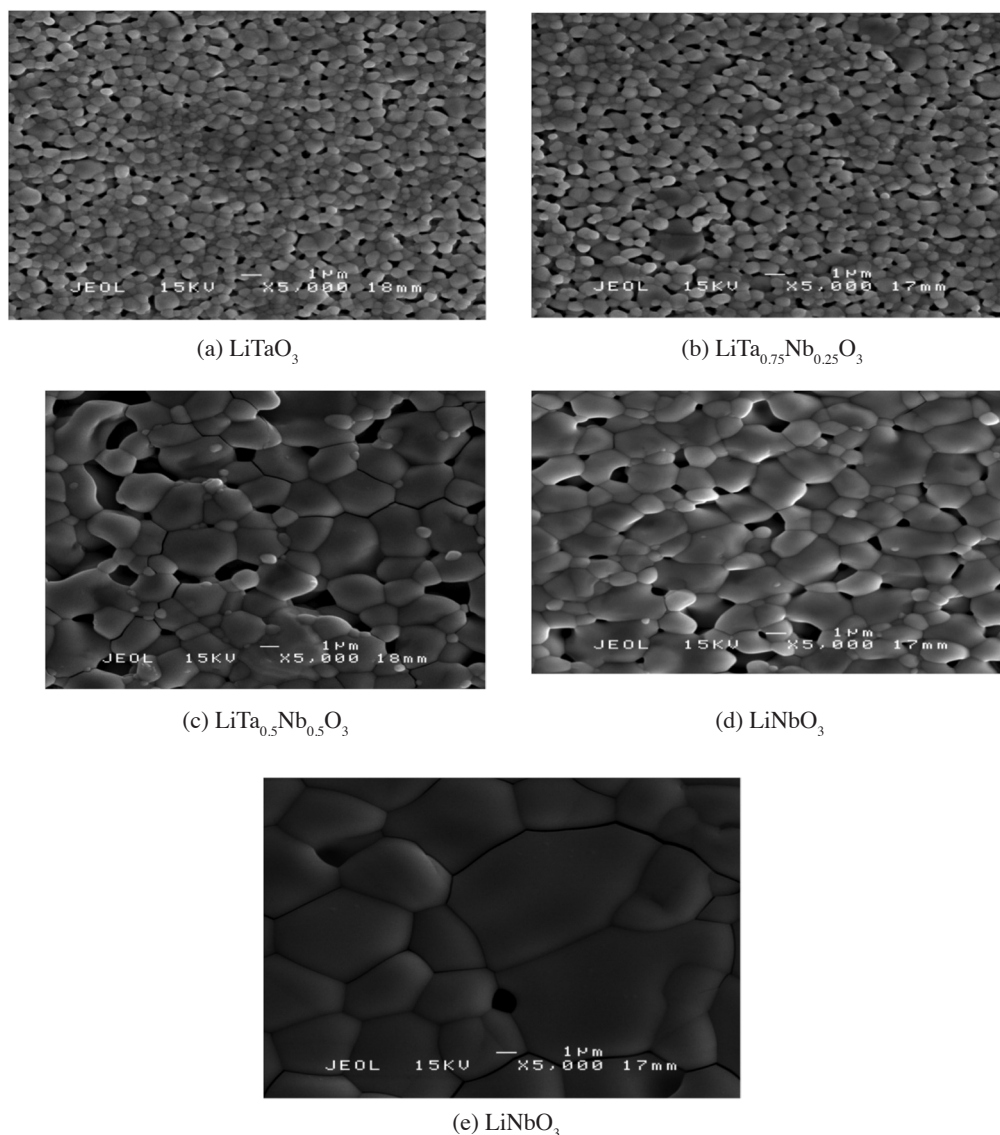 1µm
JEOL 15KV X5,000 18mm
1µm
JEOL 15KV X5,000 17mm
(a) LiTaO₃
(b) LiTa₀.₇₅Nb₀.₂₅O₃
1µm
JEOL 15KV X5,000 18mm
1µm
JEOL 15KV X5,000 17mm
(c) LiTa₀.₅Nb₀.₅O₃
(d) LiNbO₃
1µm
JEOL 15KV X5,000 17mm
(e) LiNbO₃